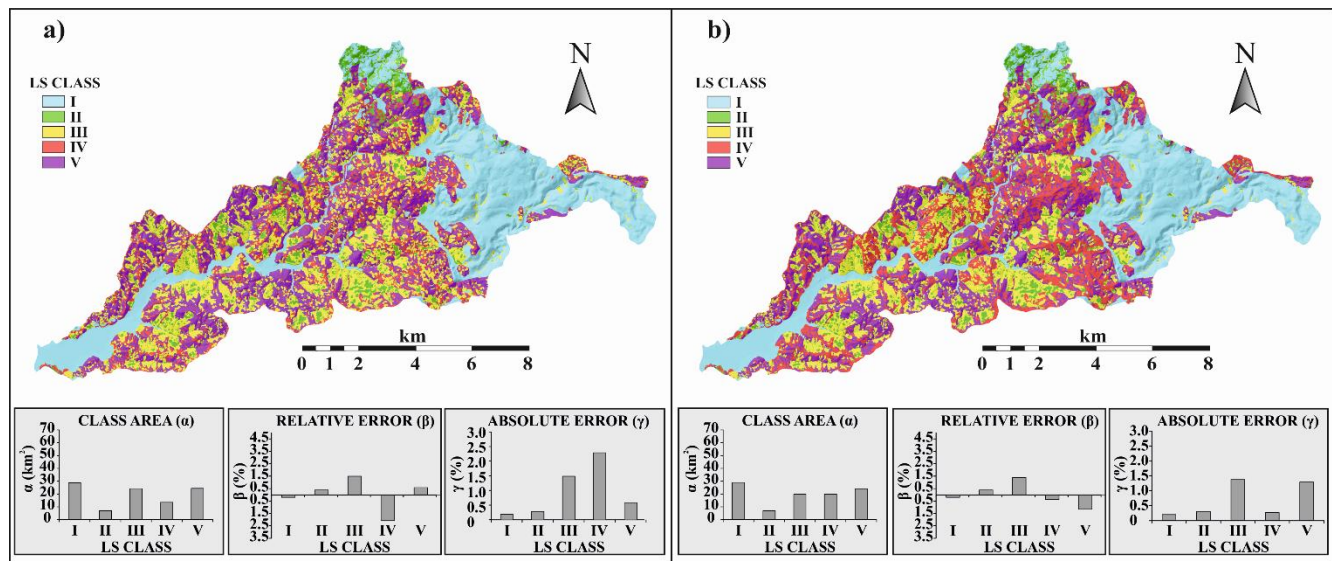 a)
N
LS CLASS
I
II
III
IV
V
km
0 1 2 4 6 8
CLASS AREA (α)
α (km²)
70
60
50
40
30
20
10
0
I II III IV V
LS CLASS
RELATIVE ERROR (β)
β (%)
4.5
3.5
2.5
1.5
0.5
0.5
1.5
2.5
3.5
I II III IV V
LS CLASS
ABSOLUTE ERROR (γ)
γ (%)
3.0
2.5
2.0
1.5
1.0
0.5
0
I II III IV V
LS CLASS
b)
N
LS CLASS
I
II
III
IV
V
km
0 1 2 4 6 8
CLASS AREA (α)
α (km²)
70
60
50
40
30
20
10
0
I II III IV V
LS CLASS
RELATIVE ERROR (β)
β (%)
4.5
3.5
2.5
1.5
0.5
0.5
1.5
2.5
3.5
I II III IV V
LS CLASS
ABSOLUTE ERROR (γ)
γ (%)
3.0
2.5
2.0
1.5
1.0
0.5
0
I II III IV V
LS CLASS